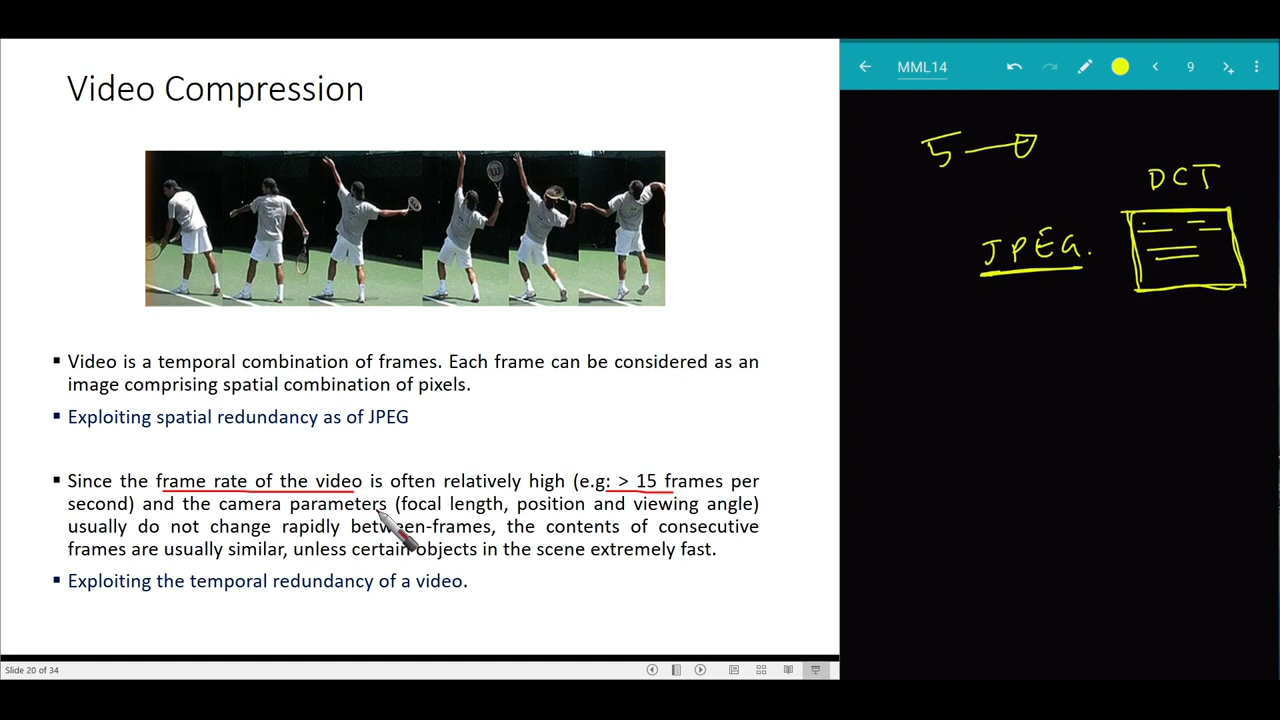 Video Compression
▪ Video is a temporal combination of frames. Each frame can be considered as an
image comprising spatial combination of pixels.
▪ Exploiting spatial redundancy as of JPEG
▪ Since the frame rate of the video is often relatively high (e.g: > 15 frames per
second) and the camera parameters (focal length, position and viewing angle)
usually do not change rapidly between-frames, the contents of consecutive
frames are usually similar, unless certain objects in the scene extremely fast.
▪ Exploiting the temporal redundancy of a video.
Slide 20 of 34
MML14
9
DCT
JPEG.